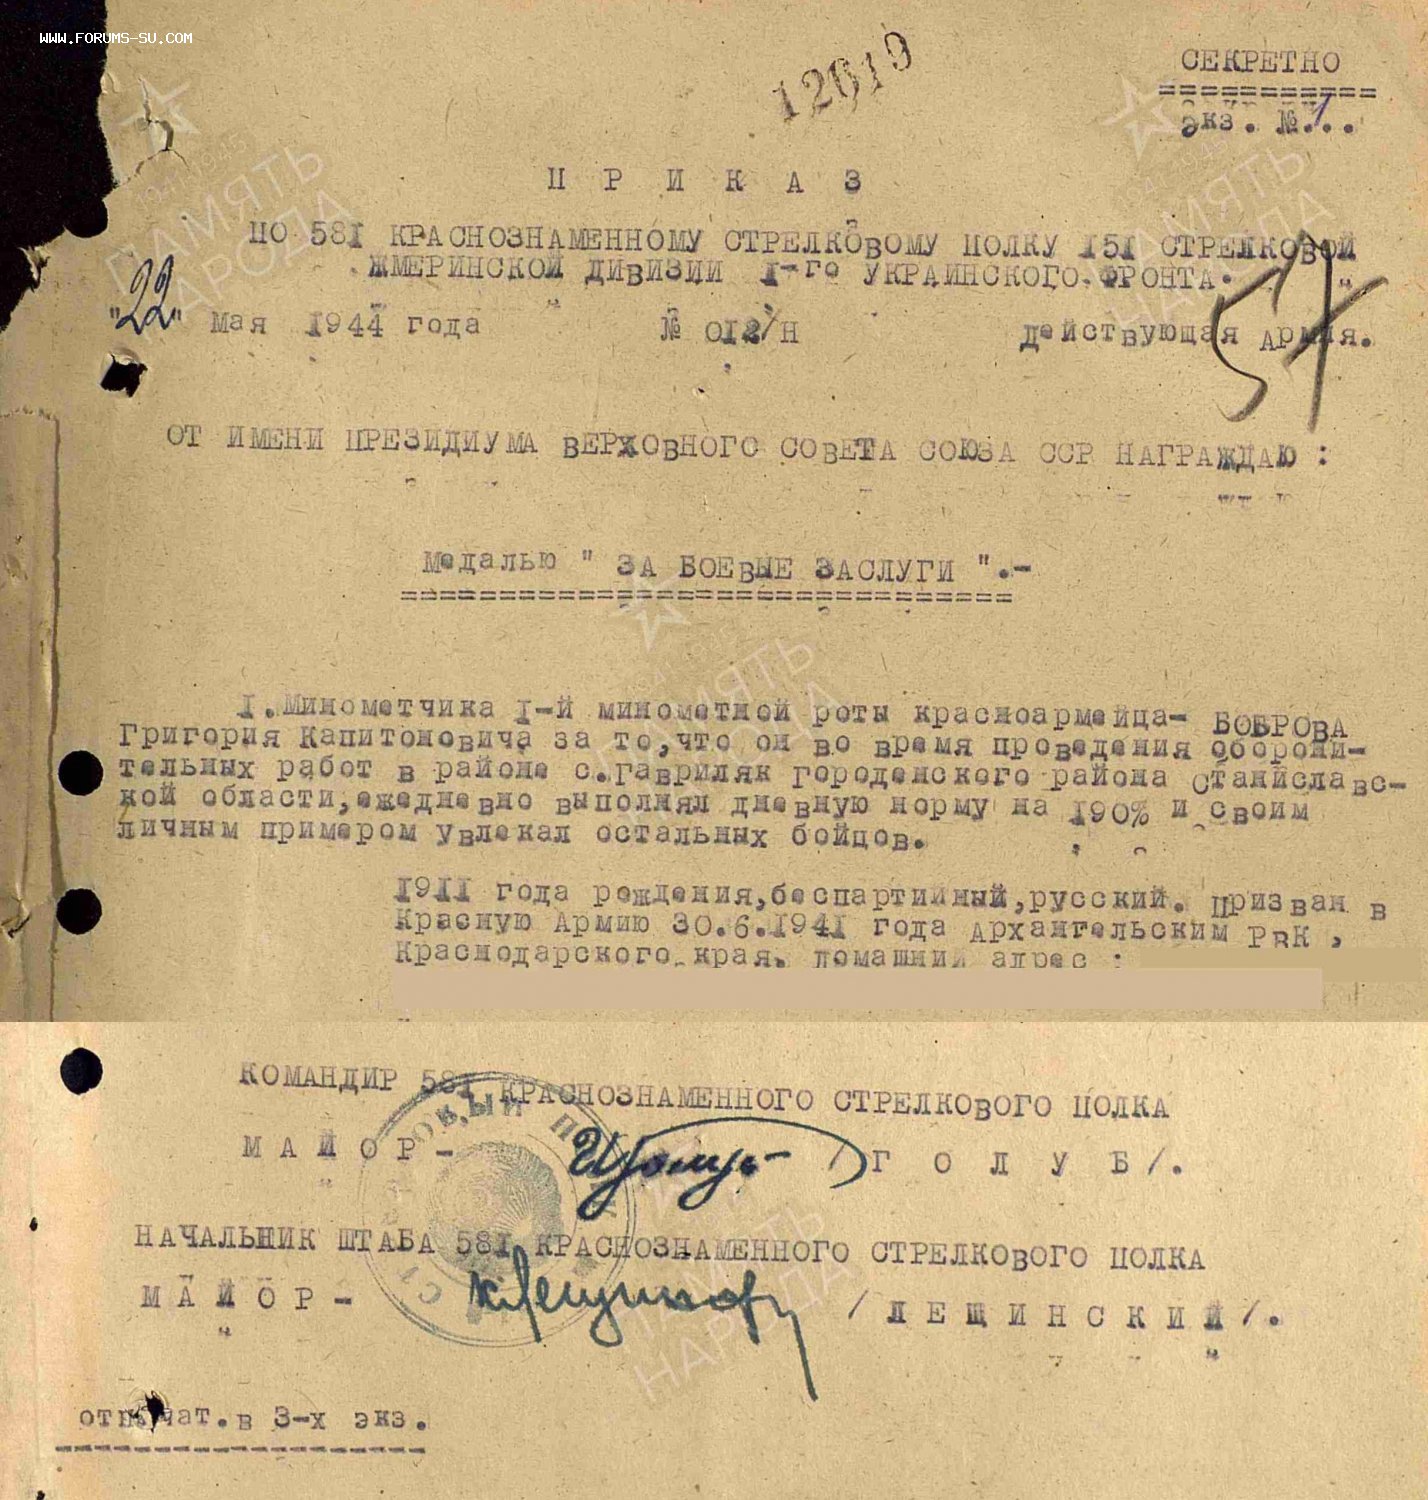 WWW.FORUMS-SU.COM
12619
СЕКРЕТНО
экз. №.1..
П Р И К А З
ПО 581 КРАСНОЗНАМЕННОМУ СТРЕЛКОВОМУ ПОЛКУ 151 СТРЕЛКОВОЙ
ЖМЕРИНСКОЙ ДИВИЗИИ 1-го УКРАИНСКОГО ФРОНТА.
57
"22" Мая 1944 года № 012/Н Действующая Армия.
ОТ ИМЕНИ ПРЕЗИДИУМА ВЕРХОВНОГО СОВЕТА СОЮЗА ССР НАГРАЖДАЮ :
Медалью " ЗА БОЕВЫЕ ЗАСЛУГИ ".-
1. Минометчика 1-й минометной роты красноармейца- БОБРОВА
Григория Капитоновича за то, что он во время проведения оборони-
тельных работ в районе с. Гавриляк Городенского района Станиславс-
кой области, ежедневно выполнял дневную норму на 190% и своим
личным примером увлекал остальных бойцов.
1911 года рождения, беспартийный, русский. Призван в
Красную Армию 30.6.1941 года Архангельским РВК ,
Краснодарского края. домашний адрес :
КОМАНДИР 581 КРАСНОЗНАМЕННОГО СТРЕЛКОВОГО ПОЛКА
М А Й О Р - / Г О Л У Б /.
НАЧАЛЬНИК ШТАБА 581 КРАСНОЗНАМЕННОГО СТРЕЛКОВОГО ПОЛКА
М А Й О Р - / Л Е Щ И Н С К И Й /.
отпечат. в 3-х экз.
ПАМЯТЬ
НАРОДА